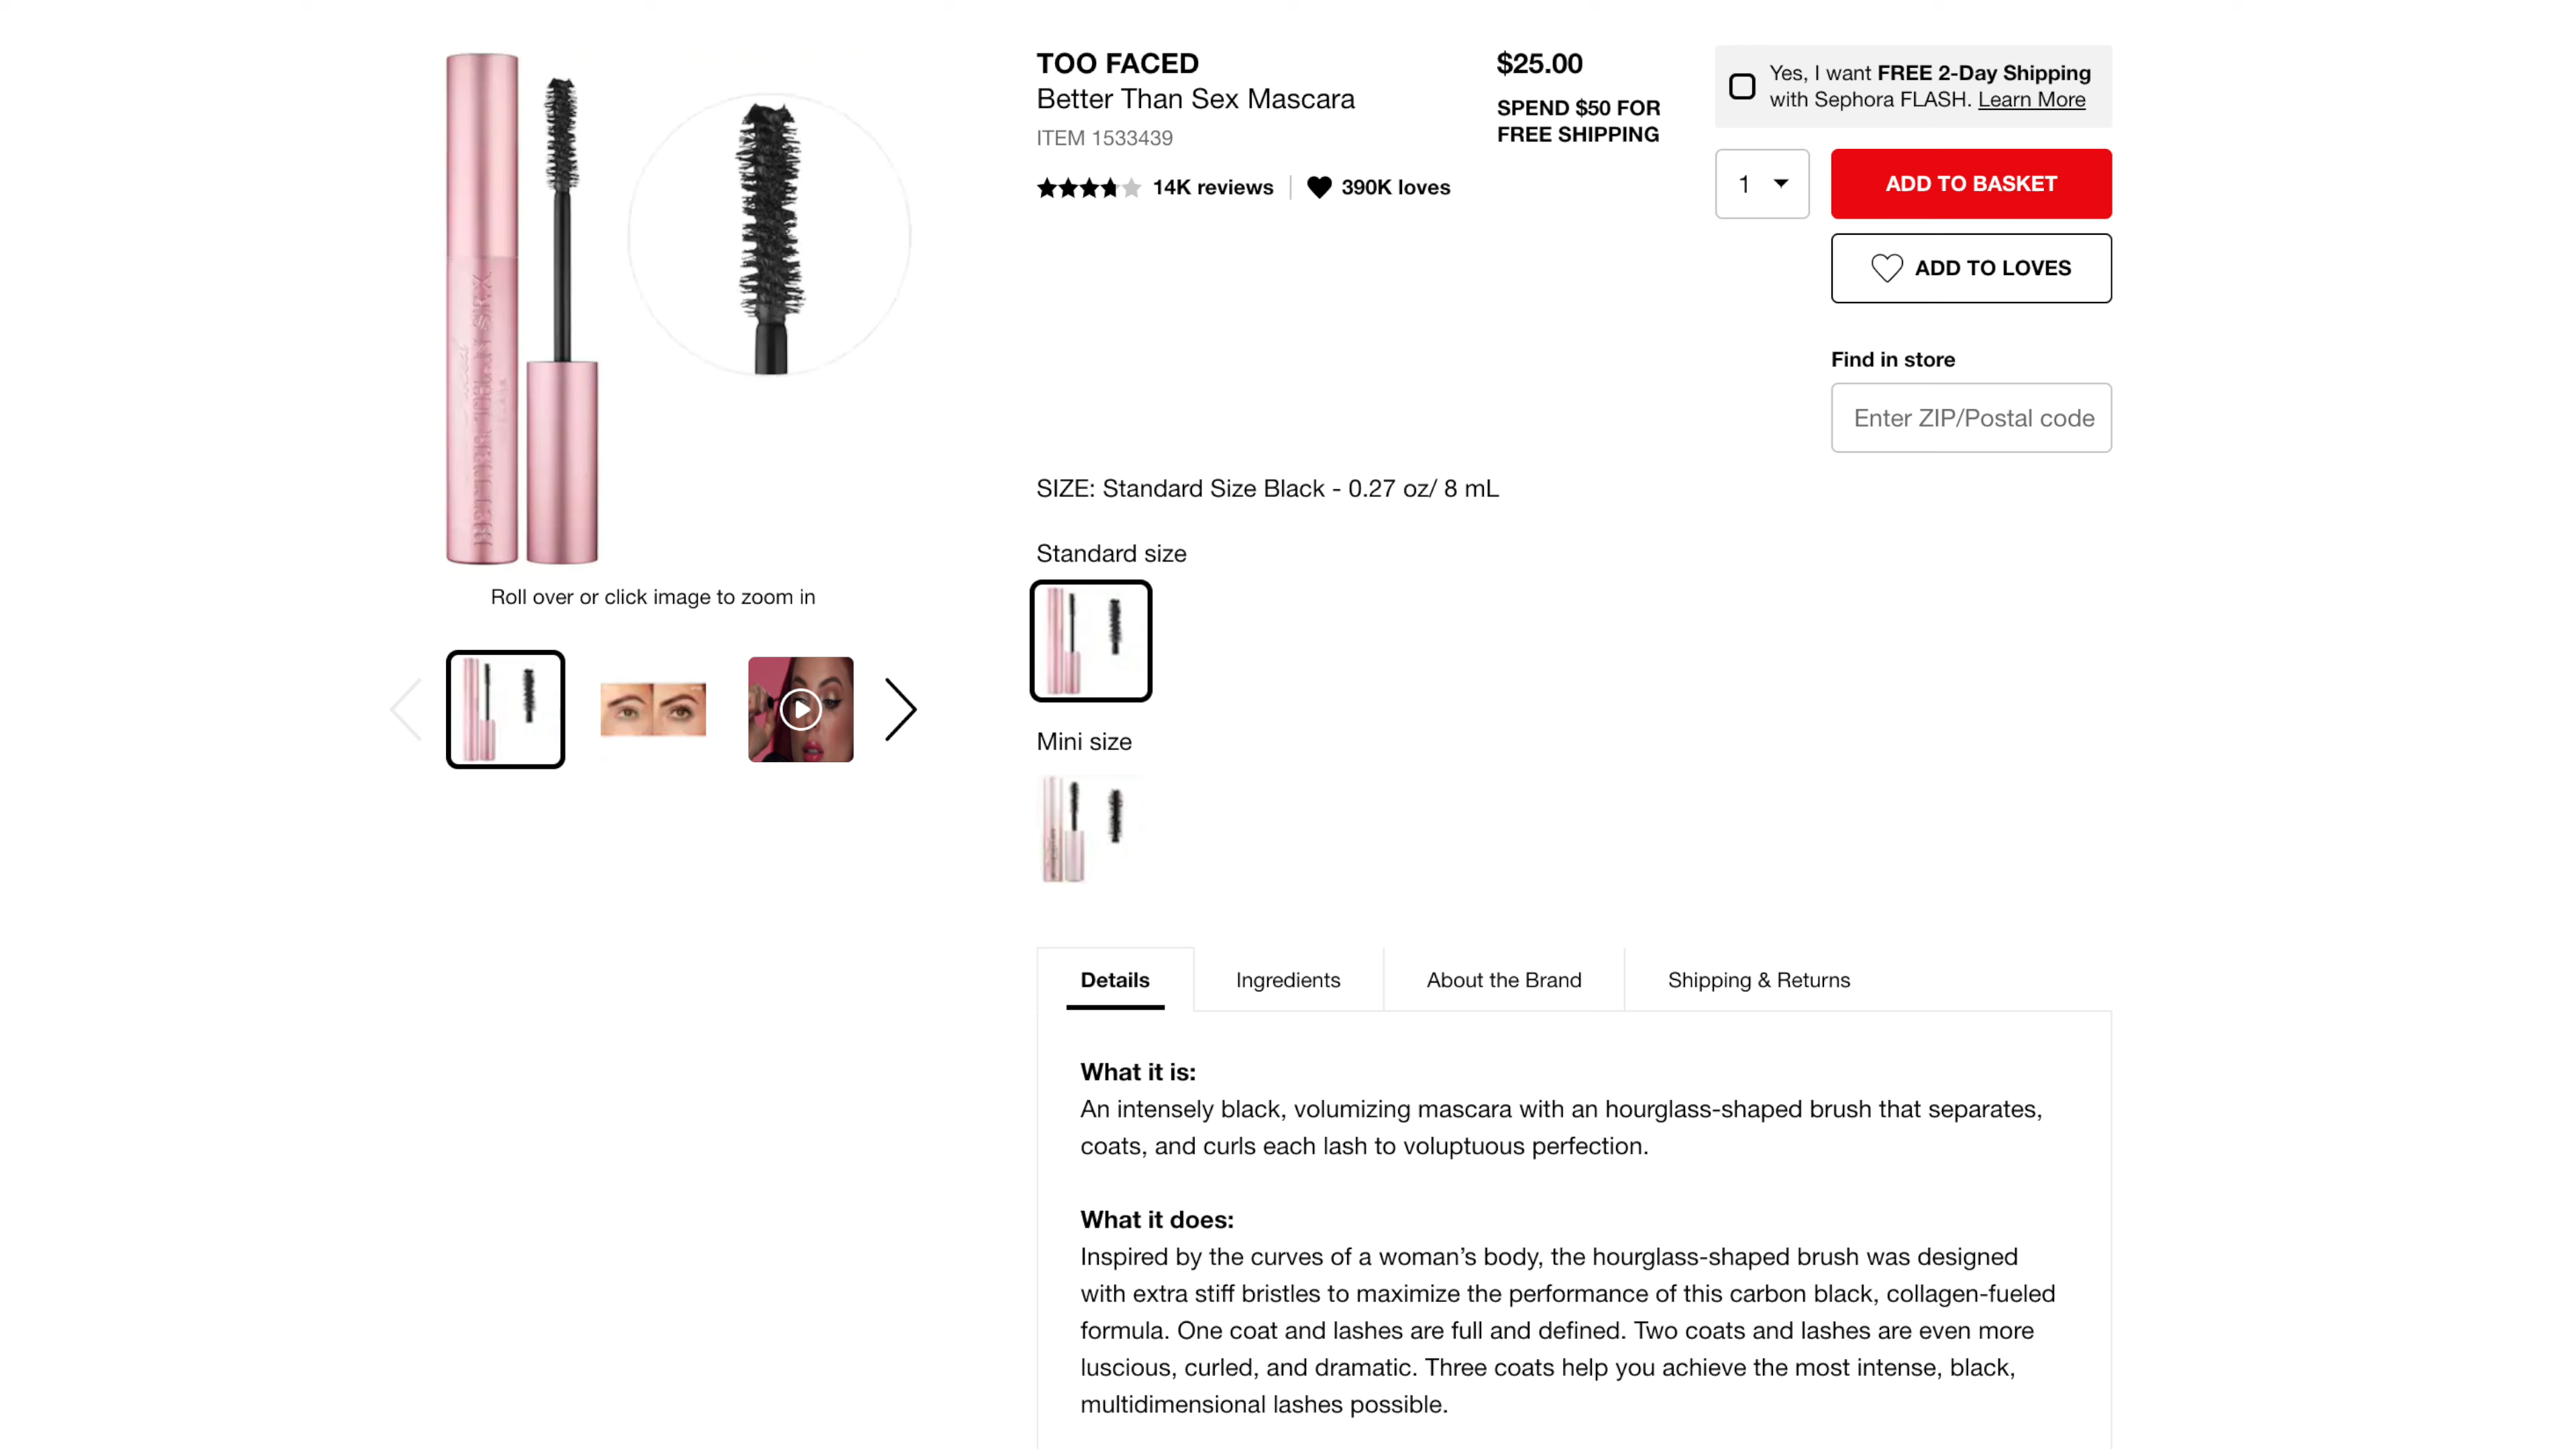 TOO FACED
Better Than Sex Mascara
ITEM 1533439
14K reviews
390K loves
$25.00
SPEND $50 FOR
FREE SHIPPING
Yes, I want FREE 2-Day Shipping
with Sephora FLASH. Learn More
1
ADD TO BASKET
ADD TO LOVES
Find in store
Enter ZIP/Postal code
BETTER THAN SEX
Roll over or click image to zoom in
SIZE: Standard Size Black - 0.27 oz/ 8 mL
Standard size
Mini size
Details
Ingredients
About the Brand
Shipping & Returns
What it is:
An intensely black, volumizing mascara with an hourglass-shaped brush that separates,
coats, and curls each lash to voluptuous perfection.
What it does:
Inspired by the curves of a woman’s body, the hourglass-shaped brush was designed
with extra stiff bristles to maximize the performance of this carbon black, collagen-fueled
formula. One coat and lashes are full and defined. Two coats and lashes are even more
luscious, curled, and dramatic. Three coats help you achieve the most intense, black,
multidimensional lashes possible.